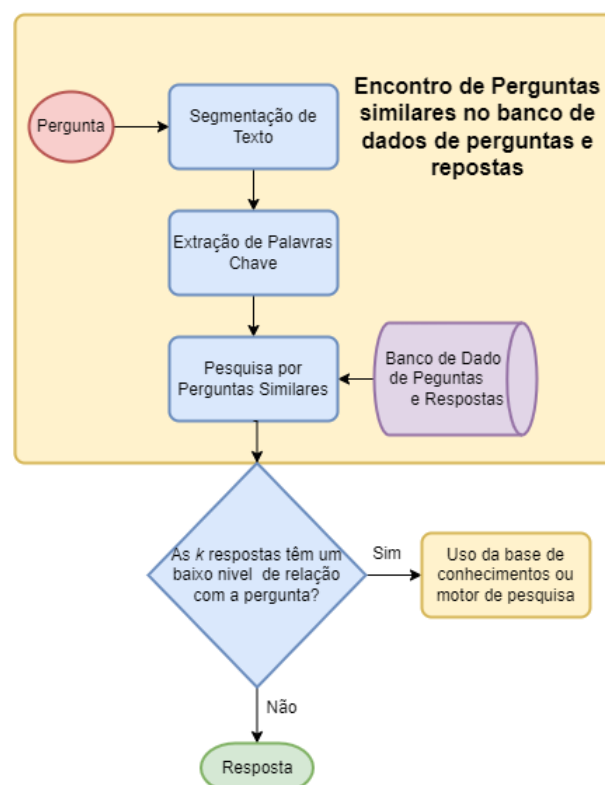 Encontro de Perguntas
similares no banco de
dados de perguntas e
repostas
Pergunta
Segmentação de
Texto
Extração de Palavras
Chave
Pesquisa por
Perguntas Similares
Banco de Dado
de Peguntas
e Respostas
As k respostas têm um
baixo nivel de relação
com a pergunta?
Sim
Uso da base de
conhecimentos ou
motor de pesquisa
Não
Resposta